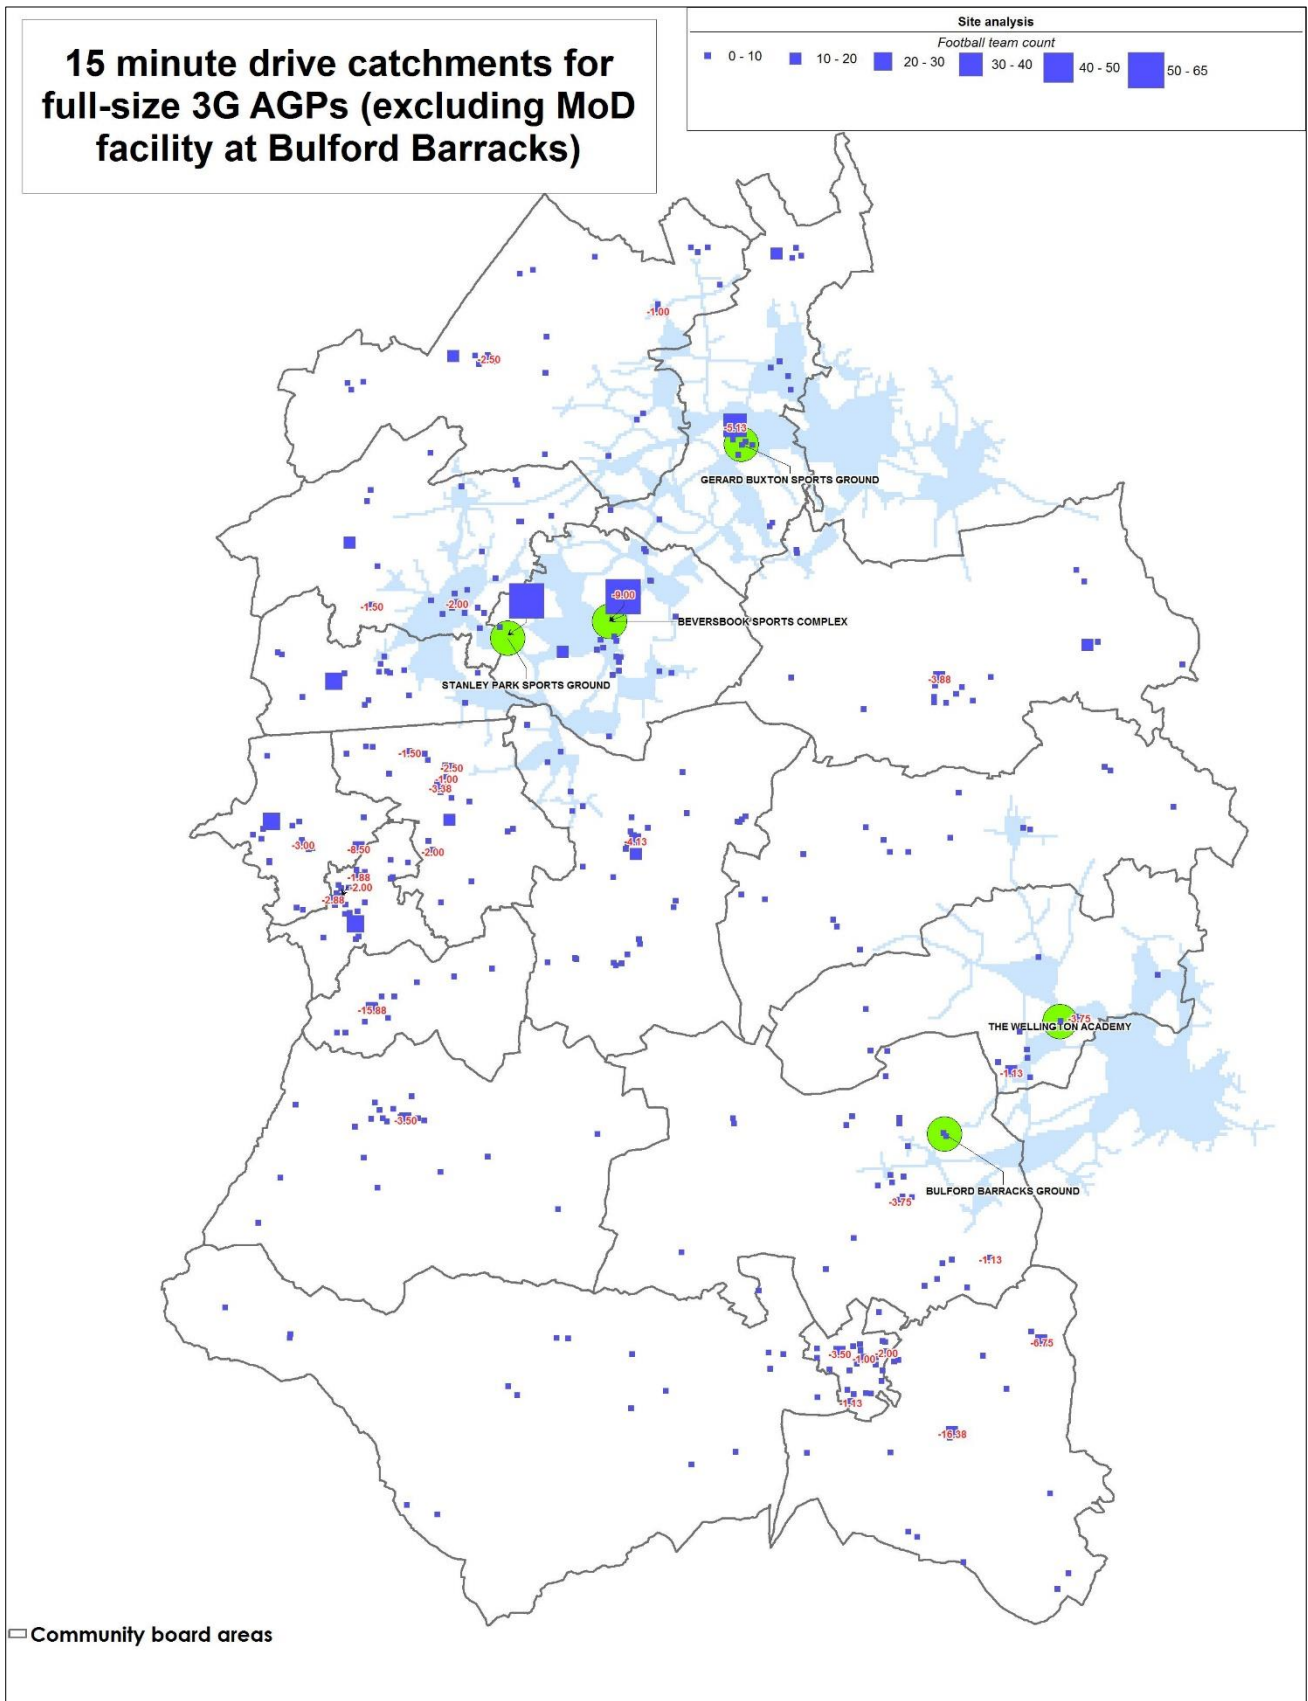 15 minute drive catchments for
full-size 3G AGPs (excluding MoD
facility at Bulford Barracks)
Site analysis
Football team count
0 - 10
10 - 20
20 - 30
30 - 40
40 - 50
50 - 65
-1.00
-2.50
-5.13
GERARD BUXTON SPORTS GROUND
-9.00
-1.50
-2.00
BEVERSBOOK SPORTS COMPLEX
-3.88
STANLEY PARK SPORTS GROUND
-1.50
-2.50
-1.00
-3.38
-4.13
-3.00
-8.50
-2.00
-1.88
-2.00
-2.88
-15.88
-3.75
THE WELLINGTON ACADEMY
-1.13
-3.50
BULFORD BARRACKS GROUND
-3.75
-1.13
-6.75
-3.50
-1.00
-2.00
-1.13
-16.38
Community board areas